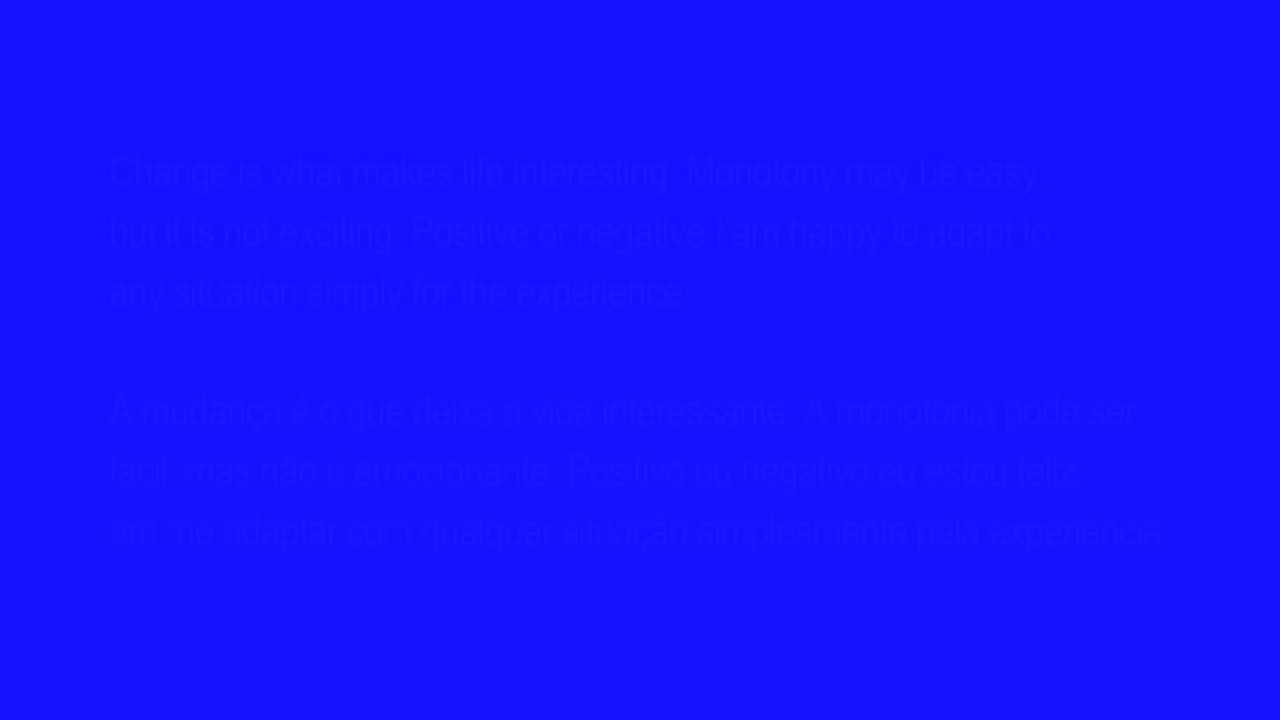 Change is what makes life interesting. Monotony may be easy
but it is not exciting. Positive or negative I am happy to adapt to
any situation simply for the experience.
A mudança é o que deixa a vida interessante. A monotonia pode ser
fácil, mas não é emocionante. Positivo ou negativo eu estou feliz
em me adaptar com qualquer situação simplesmente pela experiência.